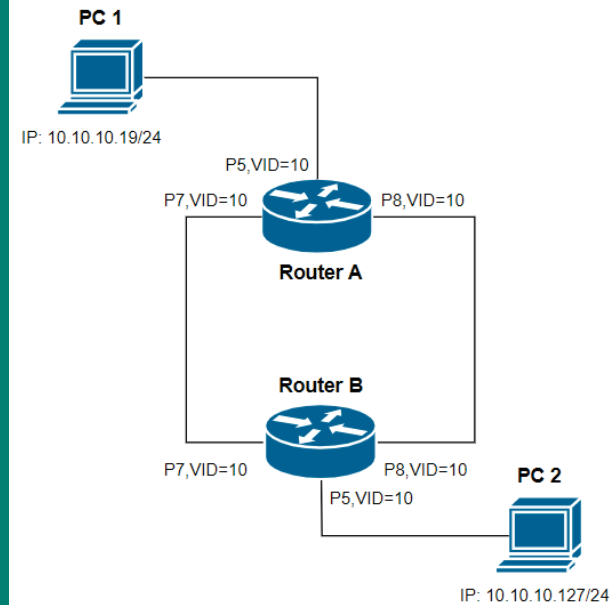 PC 1
IP: 10.10.10.19/24
P5,VID=10
P7,VID=10
P8,VID=10
Router A
Router B
P7,VID=10
P8,VID=10
P5,VID=10
PC 2
IP: 10.10.10.127/24